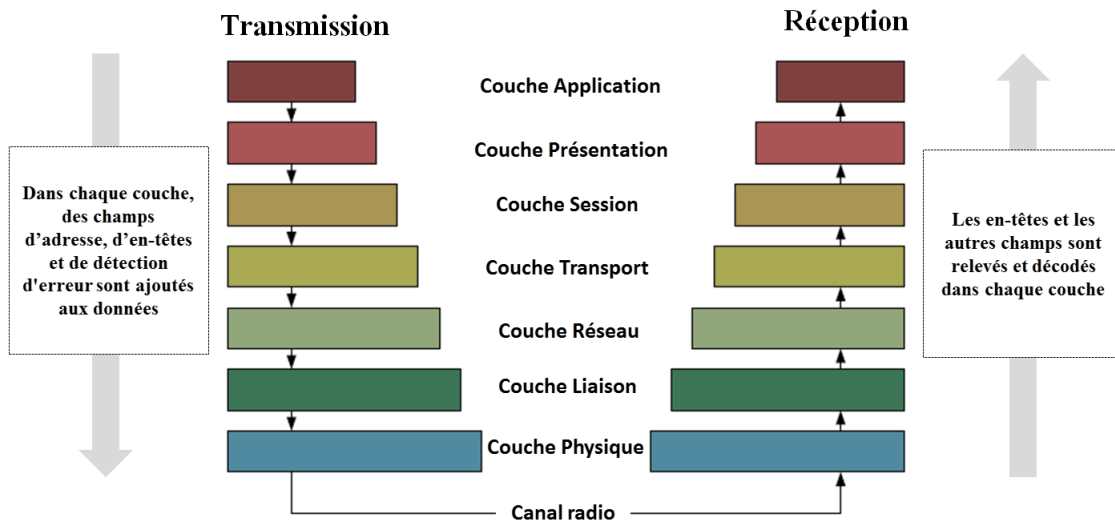 Transmission
Réception
Couche Application
Couche Présentation
Couche Session
Couche Transport
Couche Réseau
Couche Liaison
Couche Physique
Canal radio
Dans chaque couche,
des champs
d’adresse, d’en-têtes
et de détection
d'erreur sont ajoutés
aux données
Les en-têtes et les
autres champs sont
relevés et décodés
dans chaque couche